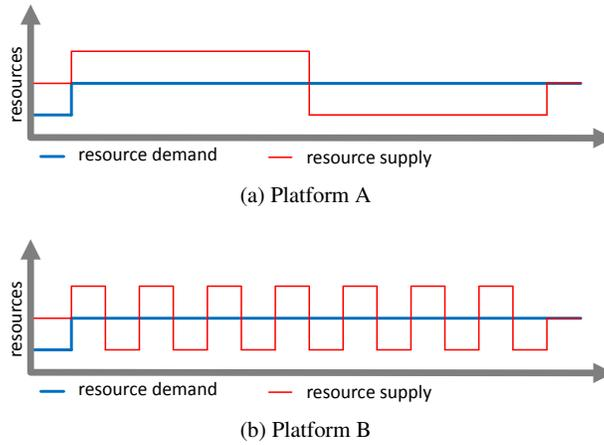 resources
resource demand resource supply
(a) Platform A
resources
resource demand resource supply
(b) Platform B